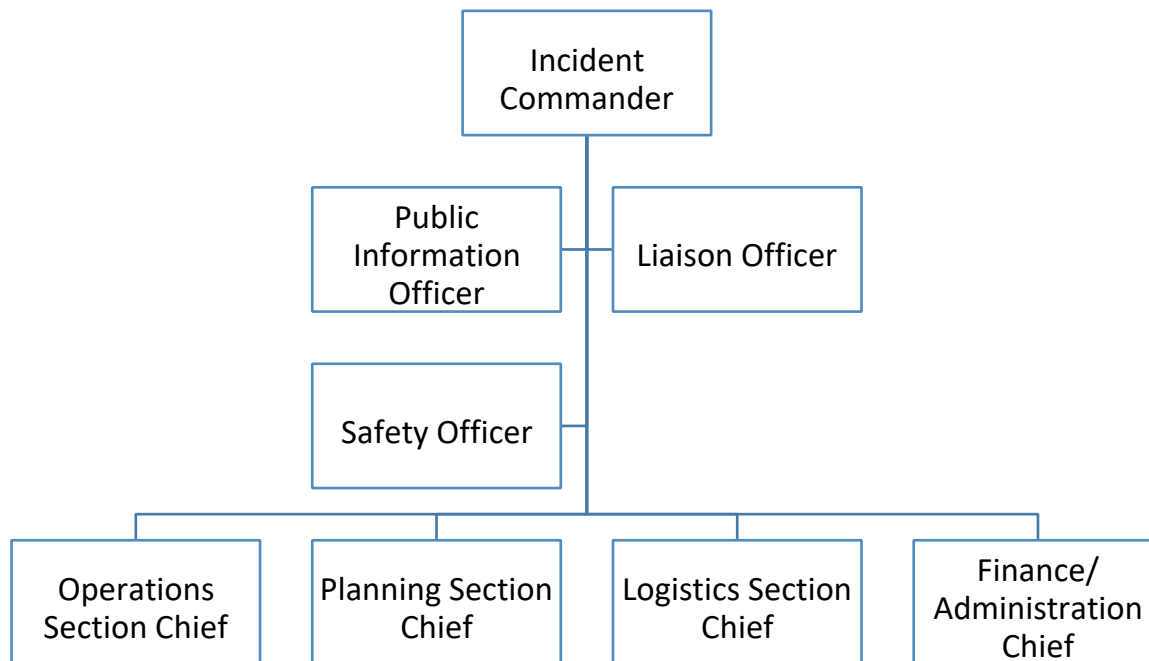 Incident
Commander
Public
Information
Officer
Liaison Officer
Safety Officer
Operations
Section Chief
Planning Section
Chief
Logistics Section
Chief
Finance/
Administration
Chief